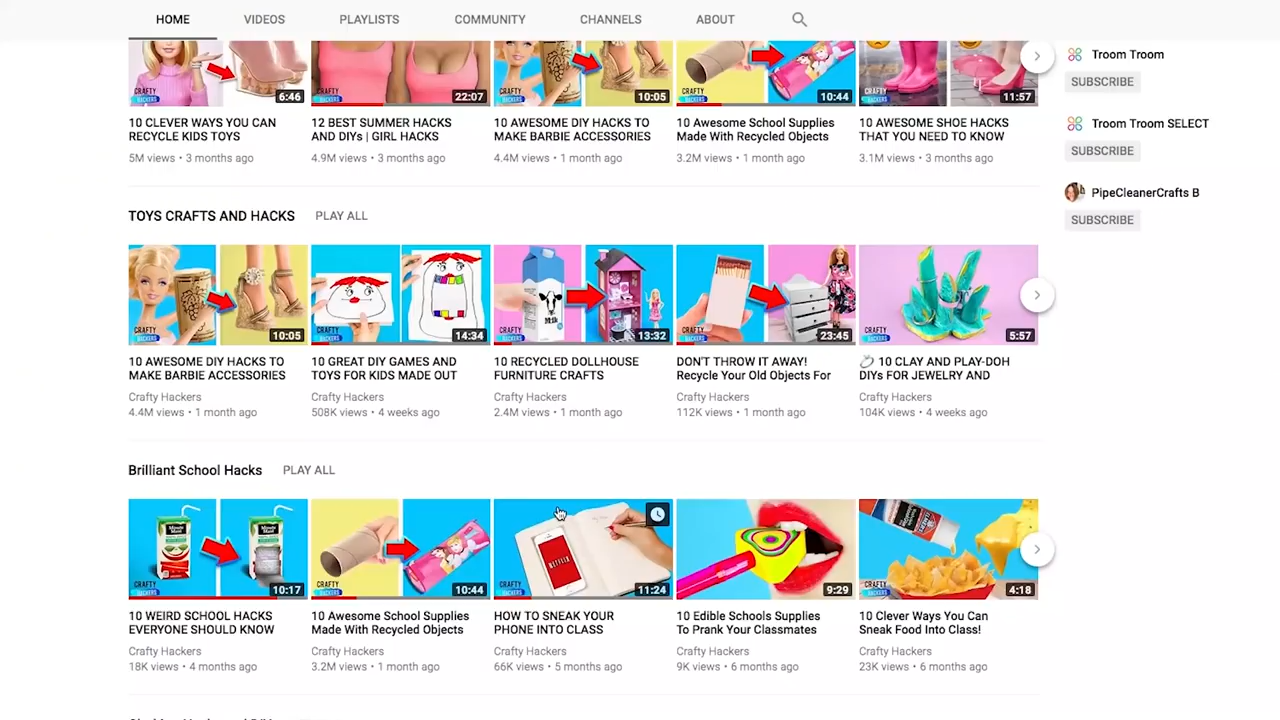 HOME VIDEOS PLAYLISTS COMMUNITY CHANNELS ABOUT
CRAFTY
HACKERS
6:46
CRAFTY
HACKERS
22:07
CRAFTY
HACKERS
10:05
CRAFTY
HACKERS
10:44
CRAFTY
HACKERS
11:57
10 CLEVER WAYS YOU CAN
RECYCLE KIDS TOYS
5M views • 3 months ago
12 BEST SUMMER HACKS
AND DIYs | GIRL HACKS
4.9M views • 3 months ago
10 AWESOME DIY HACKS TO
MAKE BARBIE ACCESSORIES
4.4M views • 1 month ago
10 Awesome School Supplies
Made With Recycled Objects
3.2M views • 1 month ago
10 AWESOME SHOE HACKS
THAT YOU NEED TO KNOW
3.1M views • 3 months ago
Troom Troom
SUBSCRIBE
Troom Troom SELECT
SUBSCRIBE
PipeCleanerCrafts B
SUBSCRIBE
TOYS CRAFTS AND HACKS PLAY ALL
10:05
14:34
Milk
13:32
23:45
5:57
10 AWESOME DIY HACKS TO
MAKE BARBIE ACCESSORIES
Crafty Hackers
4.4M views • 1 month ago
10 GREAT DIY GAMES AND
TOYS FOR KIDS MADE OUT
Crafty Hackers
508K views • 4 weeks ago
10 RECYCLED DOLLHOUSE
FURNITURE CRAFTS
Crafty Hackers
2.4M views • 1 month ago
DON'T THROW IT AWAY!
Recycle Your Old Objects For
Crafty Hackers
112K views • 1 month ago
💍 10 CLAY AND PLAY-DOH
DIYs FOR JEWELRY AND
Crafty Hackers
104K views • 4 weeks ago
Brilliant School Hacks PLAY ALL
10:17
10:44
NETFLIX
11:24
9:29
4:18
10 WEIRD SCHOOL HACKS
EVERYONE SHOULD KNOW
Crafty Hackers
18K views • 4 months ago
10 Awesome School Supplies
Made With Recycled Objects
Crafty Hackers
3.2M views • 1 month ago
HOW TO SNEAK YOUR
PHONE INTO CLASS
Crafty Hackers
66K views • 5 months ago
10 Edible Schools Supplies
To Prank Your Classmates
Crafty Hackers
9K views • 6 months ago
10 Clever Ways You Can
Sneak Food Into Class!
Crafty Hackers
23K views • 6 months ago